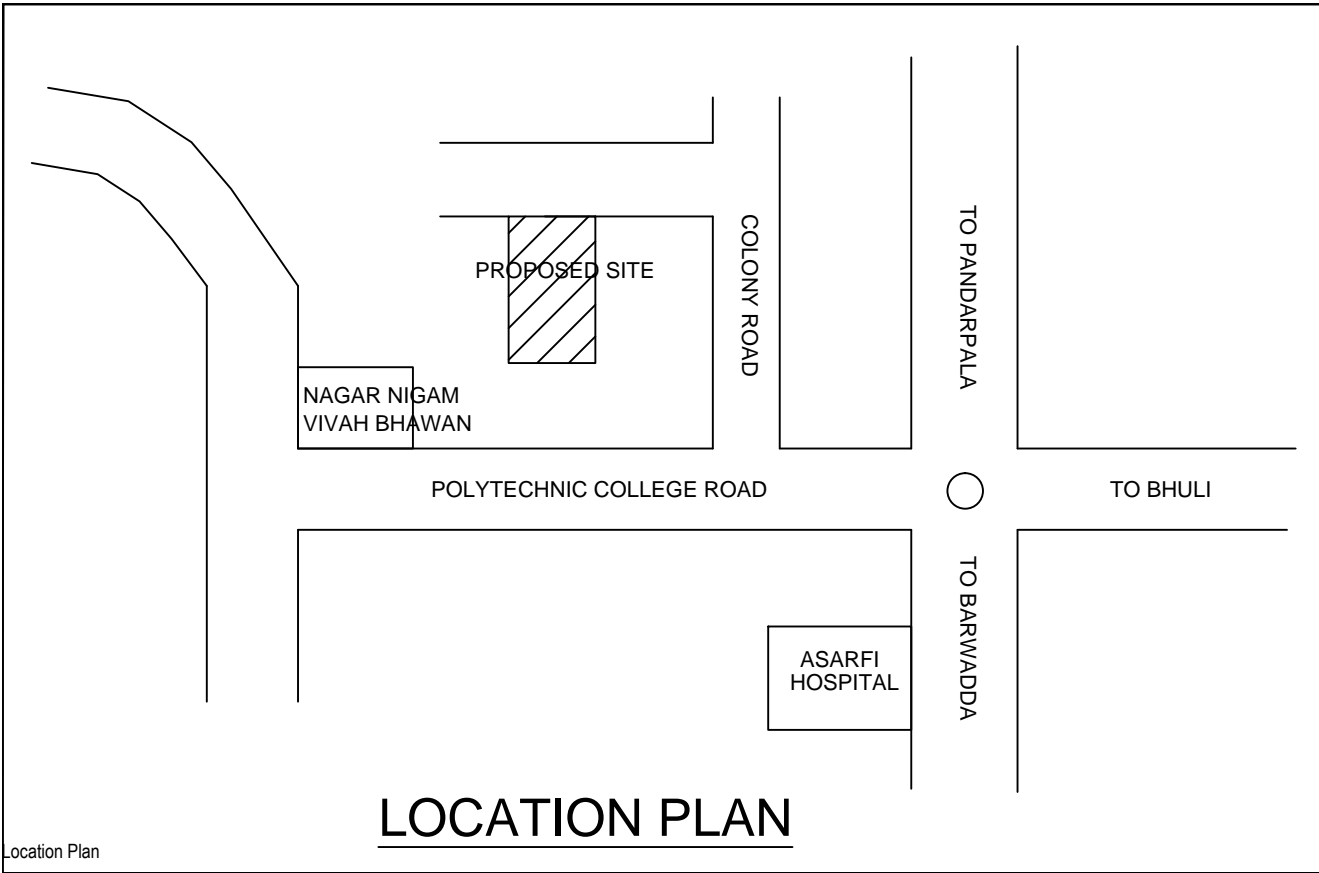 COLONY ROAD
TO PANDARPALA
PROPOSED SITE
NAGAR NIGAM
VIVAH BHAWAN
POLYTECHNIC COLLEGE ROAD
TO BHULI
TO BARWADDA
ASARFI
HOSPITAL
LOCATION PLAN
Location Plan